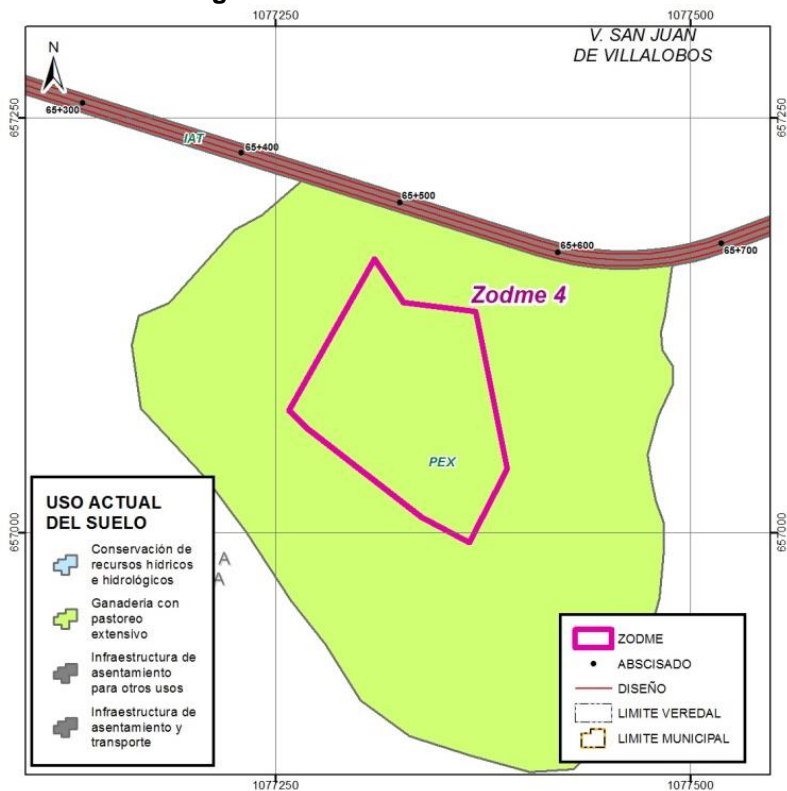 1077250
1077500
V. SAN JUAN
DE VILLALOBOS
N
657250
657250
65+300
IAT
65+400
65+500
65+600
65+700
Zodme 4
PEX
657000
657000
A
A
USO ACTUAL
DEL SUELO
Conservación de
recursos hídricos
e hidrológicos
Ganaderia con
pastoreo
extensivo
Infraestructura de
asentamiento
para otros usos
Infraestructura de
asentamiento y
transporte
ZODME
ABSCISADO
DISEÑO
LIMITE VEREDAL
LIMITE MUNICIPAL
1077250
1077500